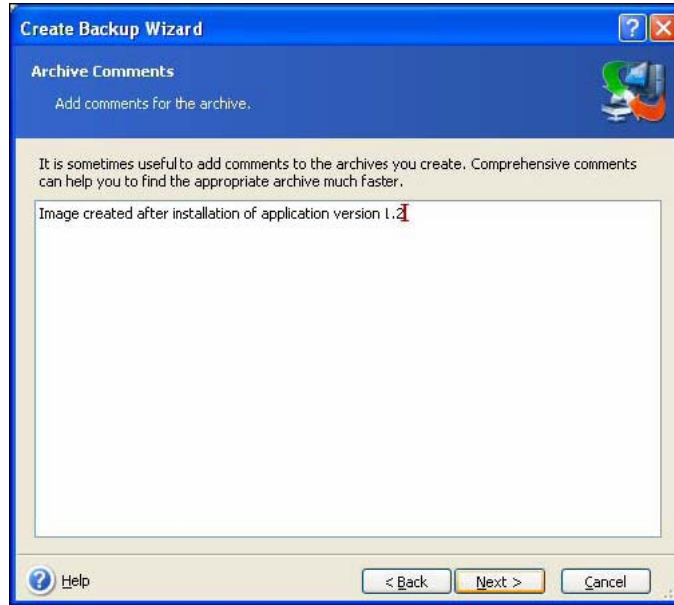 Create Backup Wizard
Archive Comments
Add comments for the archive.
It is sometimes useful to add comments to the archives you create. Comprehensive comments
can help you to find the appropriate archive much faster.
Image created after installation of application version 1.2
Help
< Back
Next >
Cancel